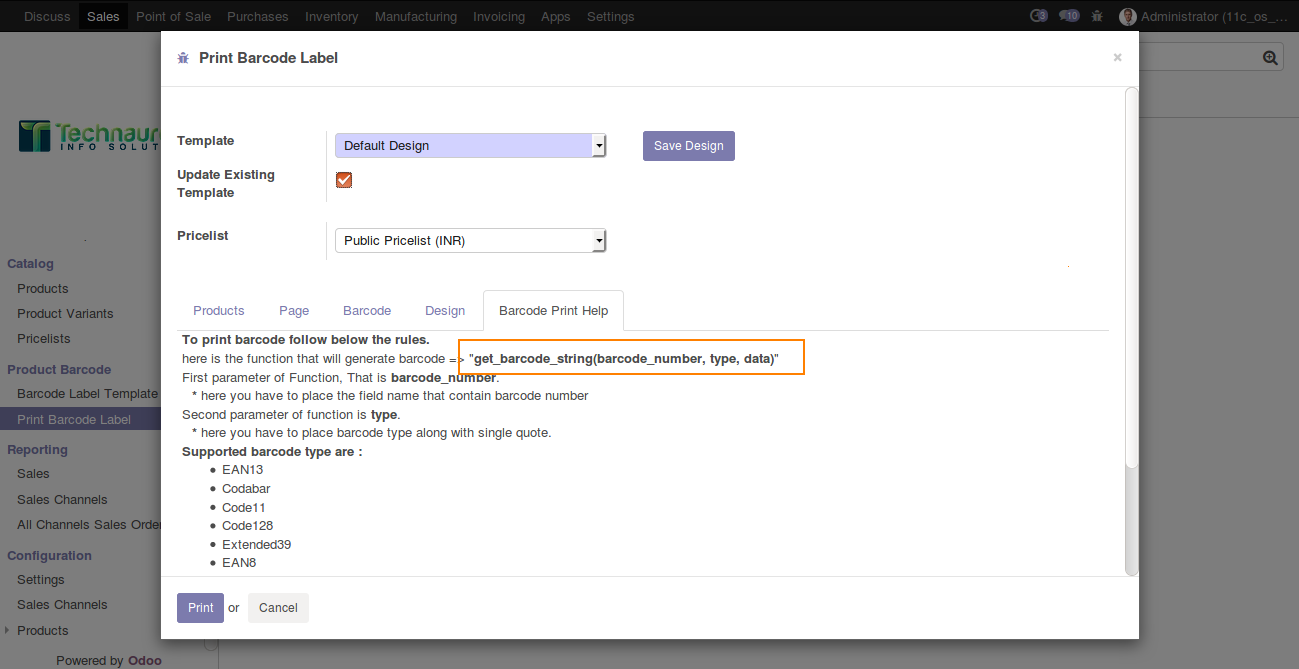 Discuss Sales Point of Sale Purchases Inventory Manufacturing Invoicing Apps Settings 3 10 Administrator (11c_os_...
Print Barcode Label ×
Technaur
INFO SOLUT
Template Default Design Save Design
Update Existing
Template
Pricelist Public Pricelist (INR)
Products Page Barcode Design Barcode Print Help
To print barcode follow below the rules.
here is the function that will generate barcode => "get_barcode_string(barcode_number, type, data)"
First parameter of Function, That is barcode_number.
* here you have to place the field name that contain barcode number
Second parameter of function is type.
* here you have to place barcode type along with single quote.
Supported barcode type are :
• EAN13
• Codabar
• Code11
• Code128
• Extended39
• EAN8
Print or Cancel
Catalog
Products
Product Variants
Pricelists
Product Barcode
Barcode Label Template
Print Barcode Label
Reporting
Sales
Sales Channels
All Channels Sales Order
Configuration
Settings
Sales Channels
Products
Powered by Odoo